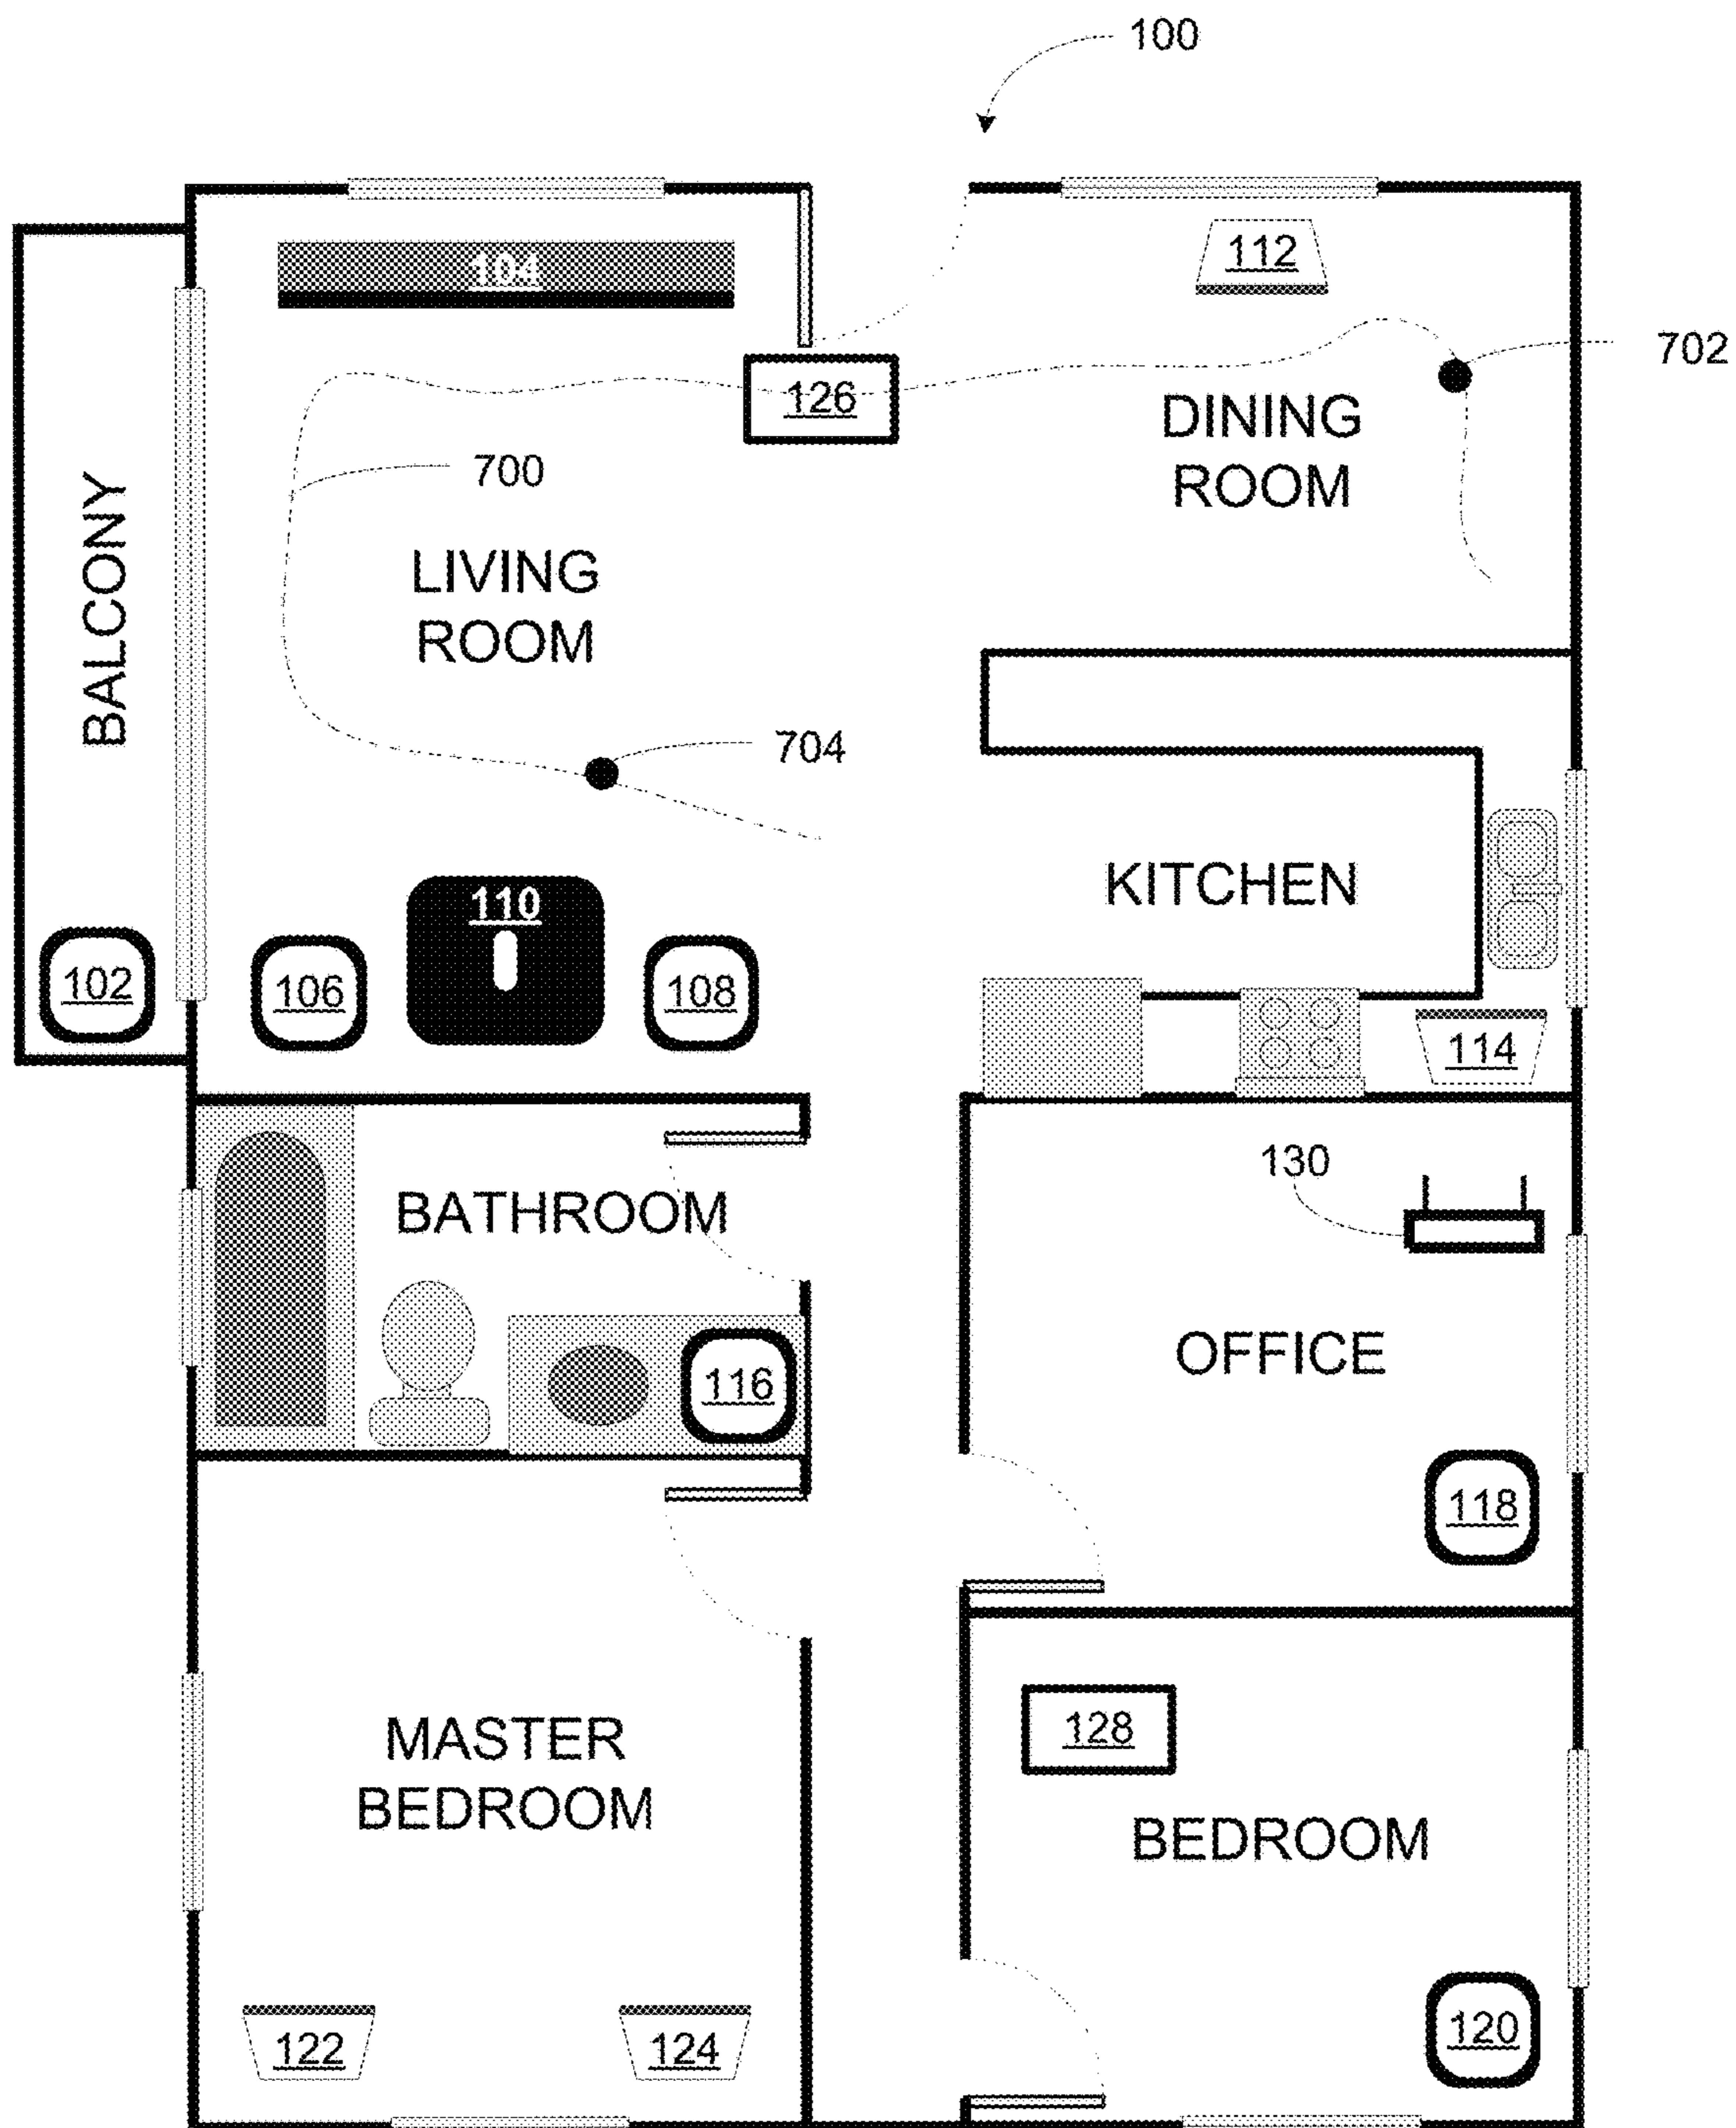 100
104
112
702
126
DINING
ROOM
700
BALCONY
LIVING
ROOM
704
KITCHEN
110
102
106
108
114
130
BATHROOM
OFFICE
116
118
128
MASTER
BEDROOM
BEDROOM
122
124
120